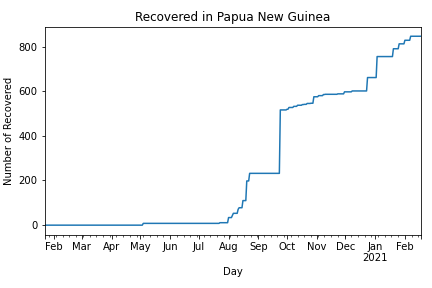 Recovered in Papua New Guinea
Number of Recovered
800
600
400
200
0
Feb Mar Apr May Jun Jul Aug Sep Oct Nov Dec Jan Feb
2021
Day